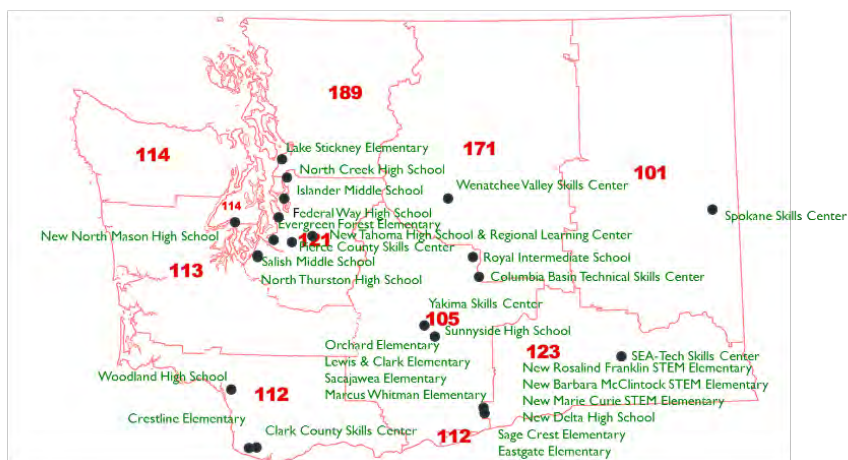 189
Lake Stickney Elementary
114
171
North Creek High School
101
Islander Middle School
Wenatchee Valley Skills Center
114
Federal Way High School
Spokane Skills Center
Evergreen Forest Elementary
New North Mason High School
121
New Tahoma High School & Regional Learning Center
Pierce County Skills Center
Salish Middle School
Royal Intermediate School
113
North Thurston High School
Columbia Basin Technical Skills Center
Yakima Skills Center
105
Sunnyside High School
Orchard Elementary
123
SEA-Tech Skills Center
Lewis & Clark Elementary
New Rosalind Franklin STEM Elementary
Sacajawea Elementary
New Barbara McClintock STEM Elementary
Woodland High School
112
Marcus Whitman Elementary
New Marie Curie STEM Elementary
Crestline Elementary
New Delta High School
Clark County Skills Center
112
Sage Crest Elementary
Eastgate Elementary